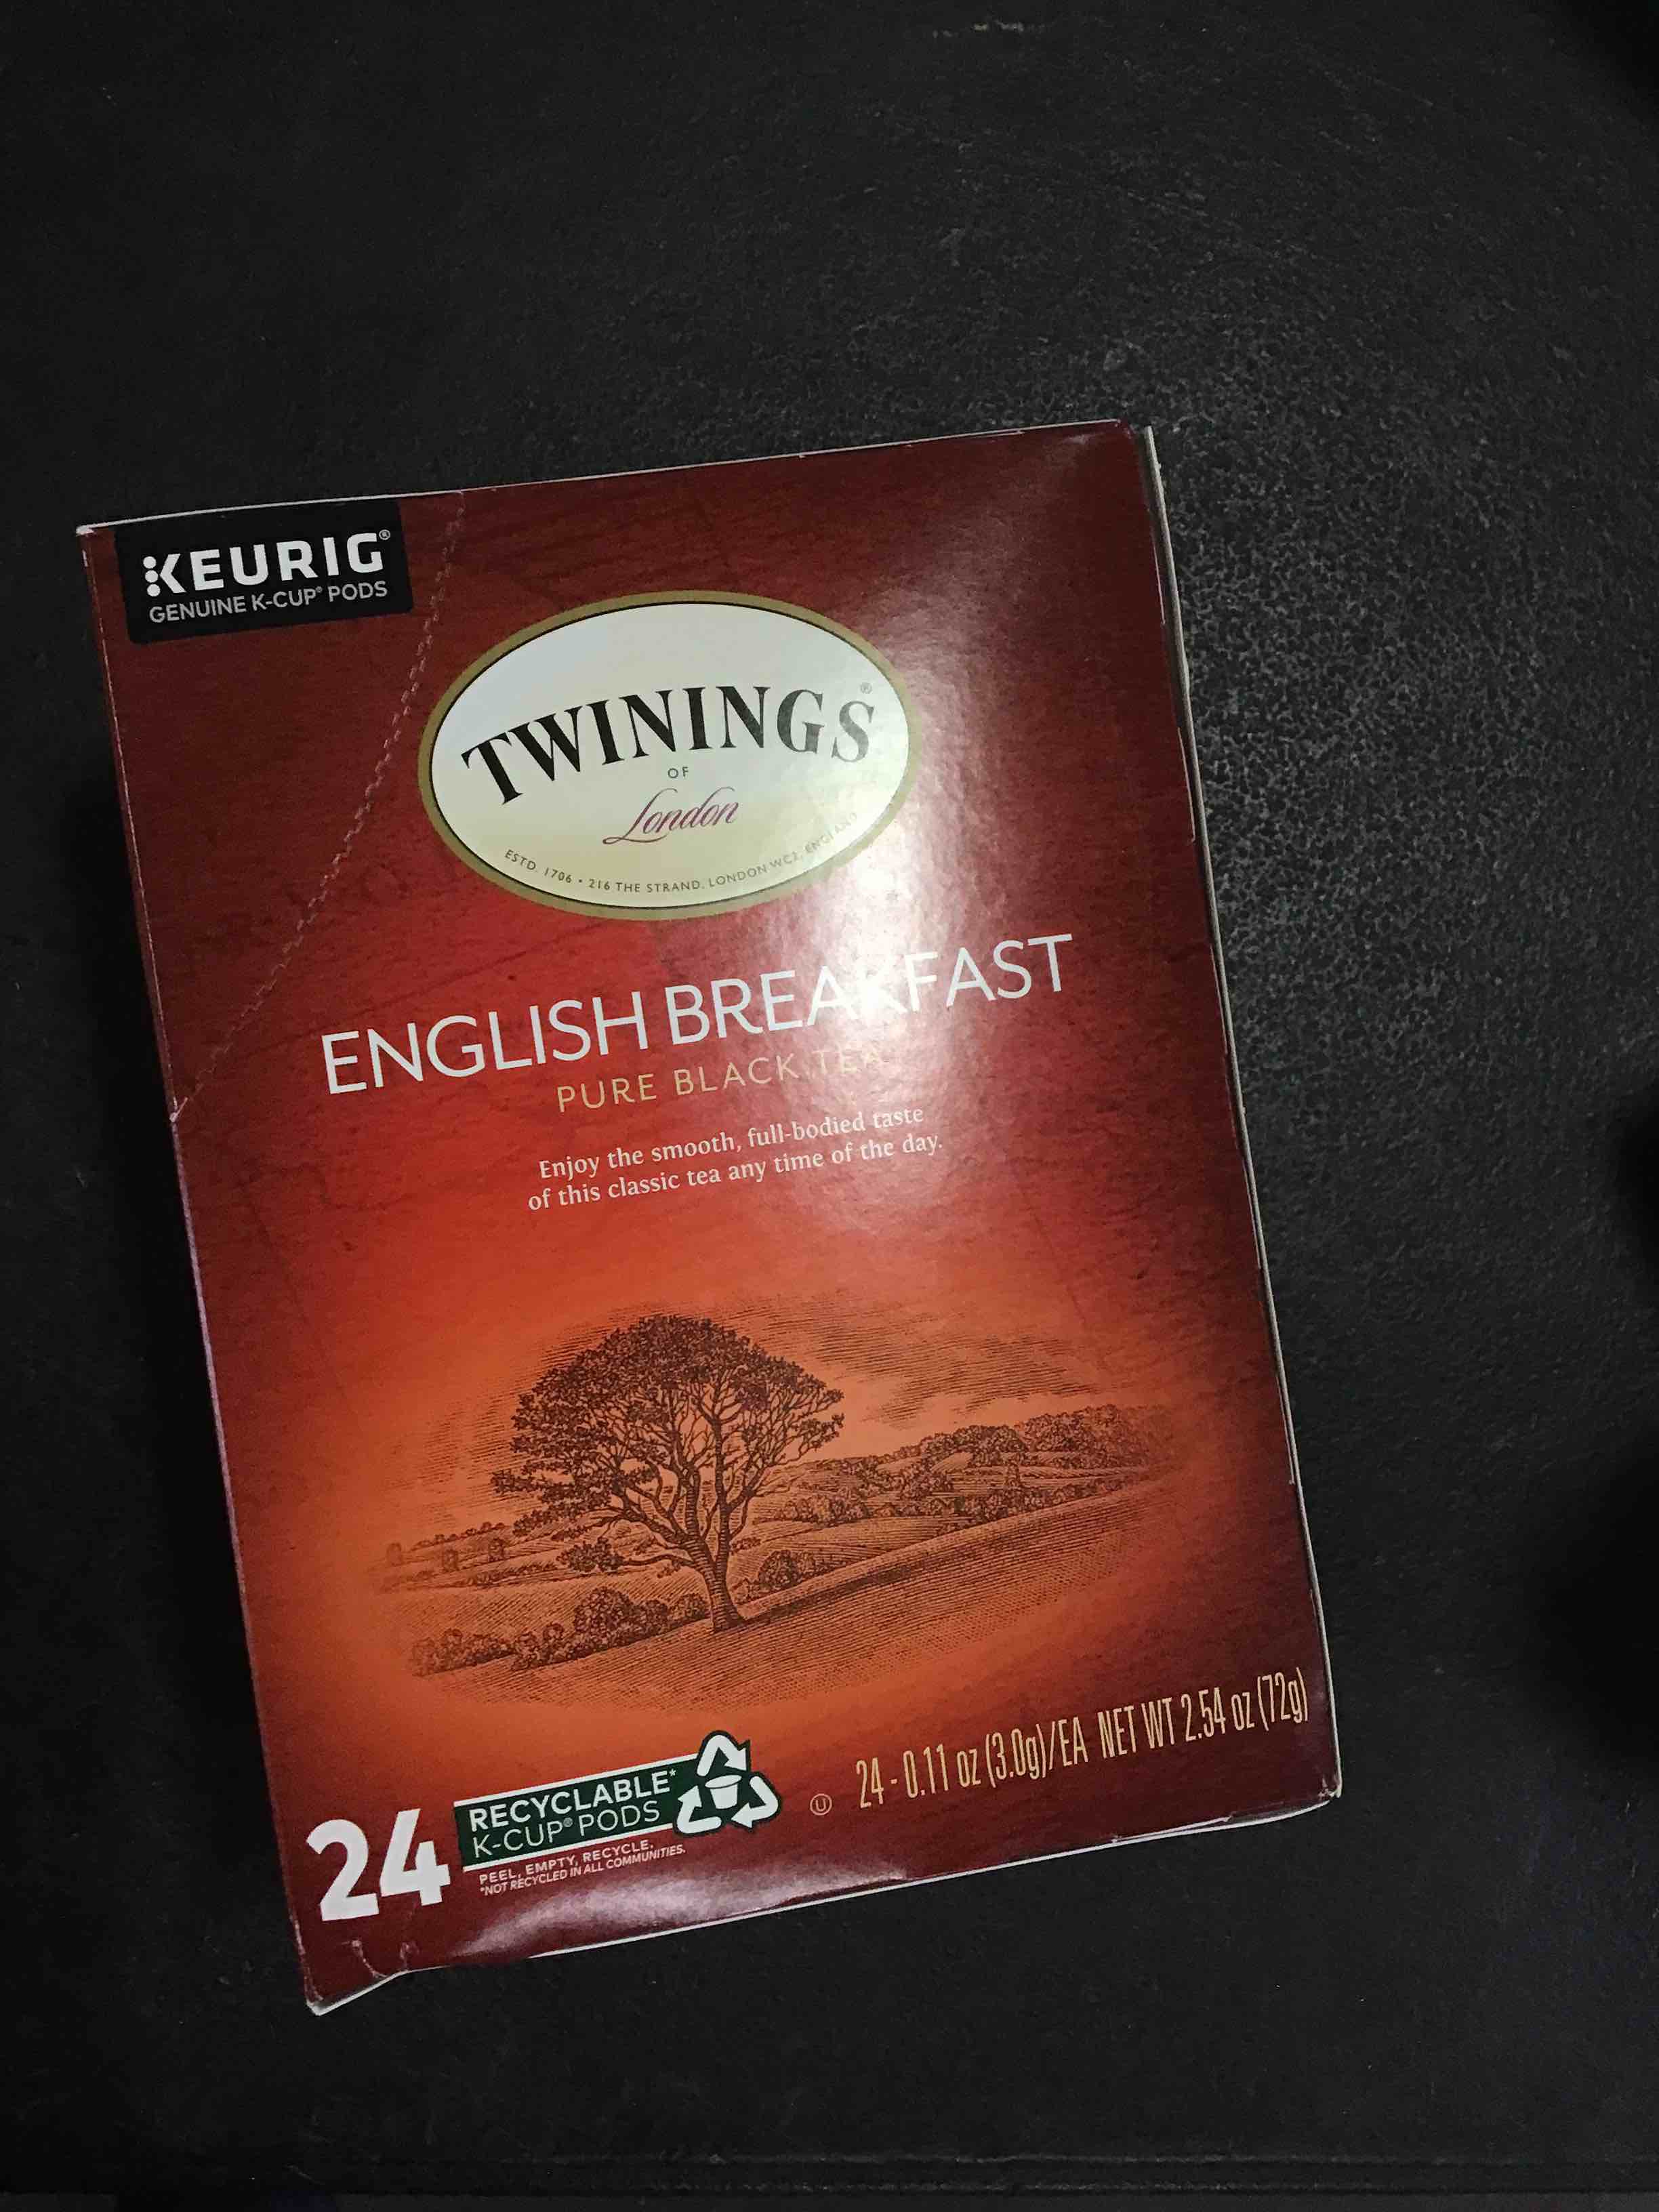 KEURIG®
GENUINE K-CUP® PODS
TWININGS®
OF
London
ESTD. 1706 • 216 THE STRAND, LONDON WC2, ENGLAND
ENGLISH BREAKFAST
PURE BLACK TEA
Enjoy the smooth, full-bodied taste
of this classic tea any time of the day.
24
RECYCLABLE*
K-CUP® PODS
PEEL, EMPTY, RECYCLE.
*NOT RECYCLED IN ALL COMMUNITIES.
U
24 - 0.11 oz (3.0g)/EA NET WT 2.54 oz (72g)